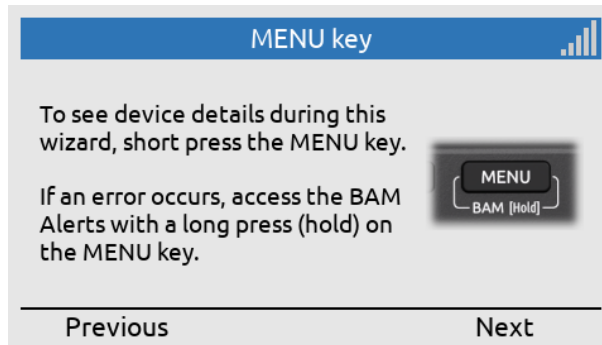 MENU key
To see device details during this
wizard, short press the MENU key.
If an error occurs, access the BAM
Alerts with a long press (hold) on
the MENU key.
MENU
BAM [Hold]
Previous
Next